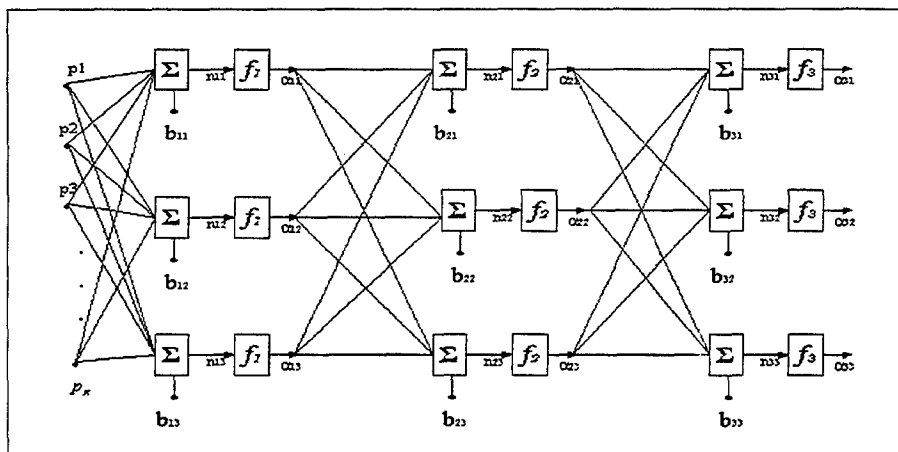 p1 Σ n11 f1 a11 Σ n21 f2 a21 Σ n31 f3 a31
b11 b21 b31
p2
p3 Σ n12 f1 a12 Σ n22 f2 a22 Σ n32 f3 a32
b12 b22 b32
Σ n13 f1 a13 Σ n23 f2 a23 Σ n33 f3 a33
b13 b23 b33